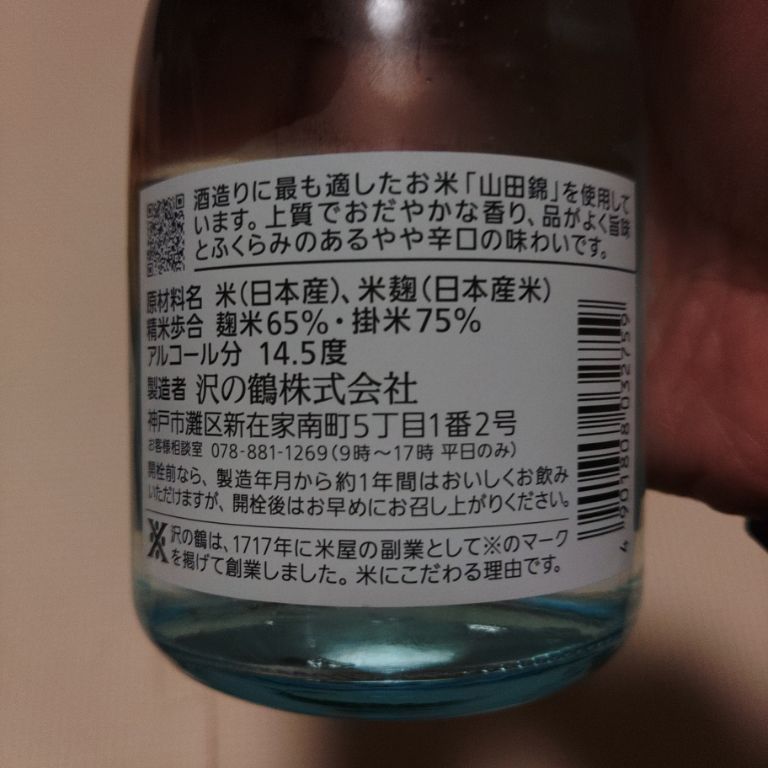 酒造りに最も適したお米「山田錦」を使用して
います。上質でおだやかな香り、品がよく旨味
とふくらみのあるやや辛口の味わいです。
原材料名 米(日本産)、米麹(日本産米)
精米歩合 麹米65%・掛米75%
アルコール分 14.5度
製造者 沢の鶴株式会社
神戸市灘区新在家南町5丁目1番2号
お客様相談室 078-881-1269(9時～17時 平日のみ)
開栓前なら、製造年月から約1年間はおいしくお飲み
いただけますが、開栓後はお早めにお召し上がりください。
※ 沢の鶴は、1717年に米屋の副業として※のマーク
を掲げて創業しました。米にこだわる理由です。
4901808032759